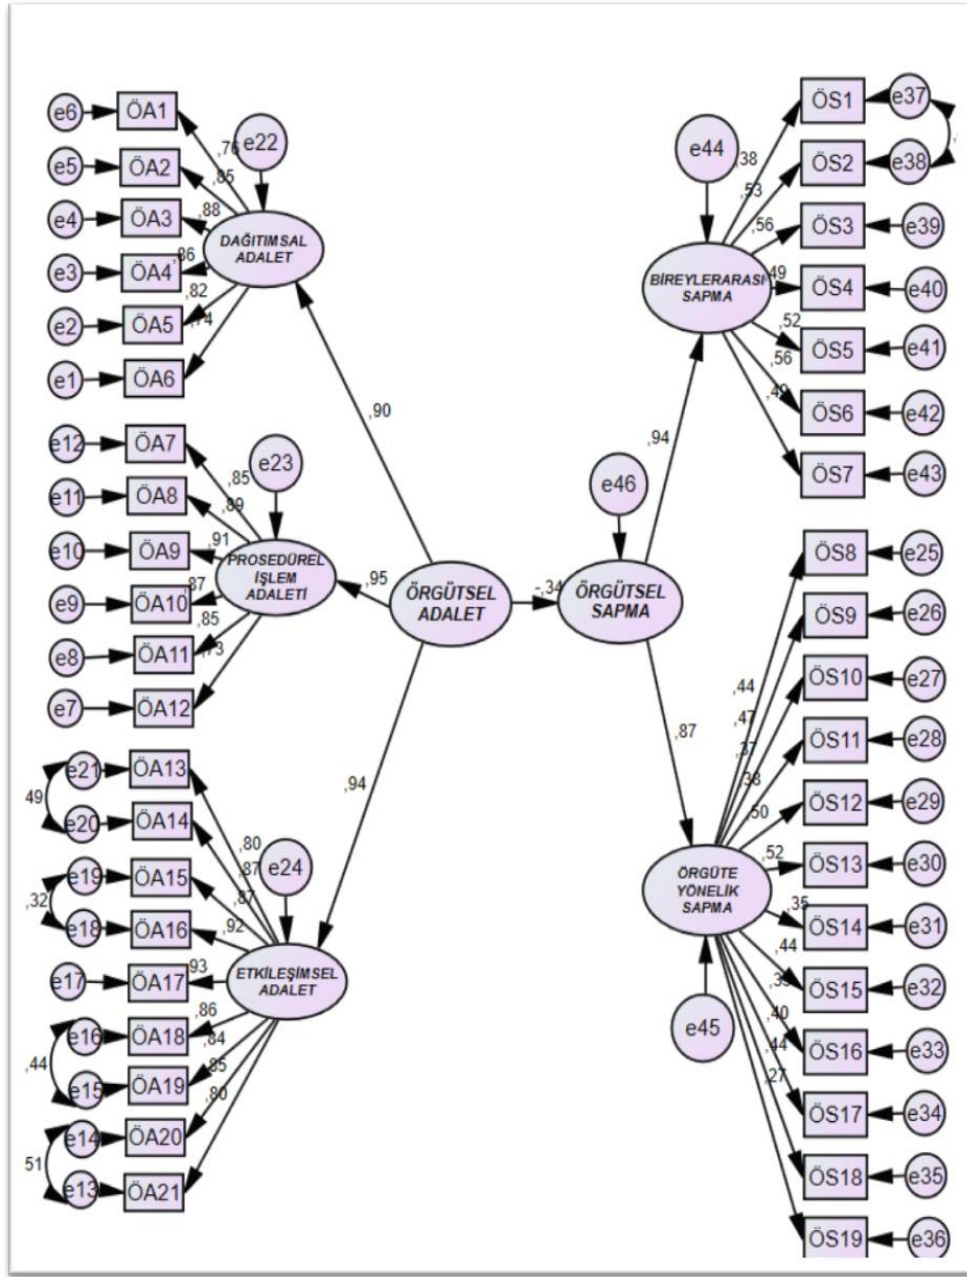 e6
ÖA1
,76
e22
e5
ÖA2
,85
e4
ÖA3
,88
DAĞITIMSAL
ADALET
e3
ÖA4
,86
e2
ÖA5
,82
e1
ÖA6
,74
,90
e12
ÖA7
,85
e23
e11
ÖA8
,89
e10
ÖA9
,91
PROSEDÜREL
İŞLEM
ADALETİ
e9
ÖA10
,87
,95
e8
ÖA11
,85
e7
ÖA12
,73
ÖRGÜTSEL
ADALET
-,34
ÖRGÜTSEL
SAPMA
e46
,94
e21
ÖA13
49
e20
ÖA14
,80
e24
,87
e19
ÖA15
,32
,87
e18
ÖA16
,92
e17
ÖA17
93
ETKİLEŞİMSEL
ADALET
e16
ÖA18
,86
,44
,84
e15
ÖA19
,85
,80
e14
ÖA20
51
e13
ÖA21
e44
,38
ÖS1
e37
,53
ÖS2
e38
,56
ÖS3
e39
BİREYLERARASI
SAPMA
,49
ÖS4
e40
,52
ÖS5
e41
,56
ÖS6
e42
ÖS7
e43
,94
,87
ÖS8
e25
ÖS9
e26
ÖS10
e27
,44
,47
ÖS11
e28
,37
,38
ÖS12
e29
,50
ÖRGÜTE
YÖNELİK
SAPMA
,52
ÖS13
e30
,35
ÖS14
e31
,44
ÖS15
e32
e45
,40
ÖS16
e33
,44
,27
ÖS17
e34
ÖS18
e35
ÖS19
e36